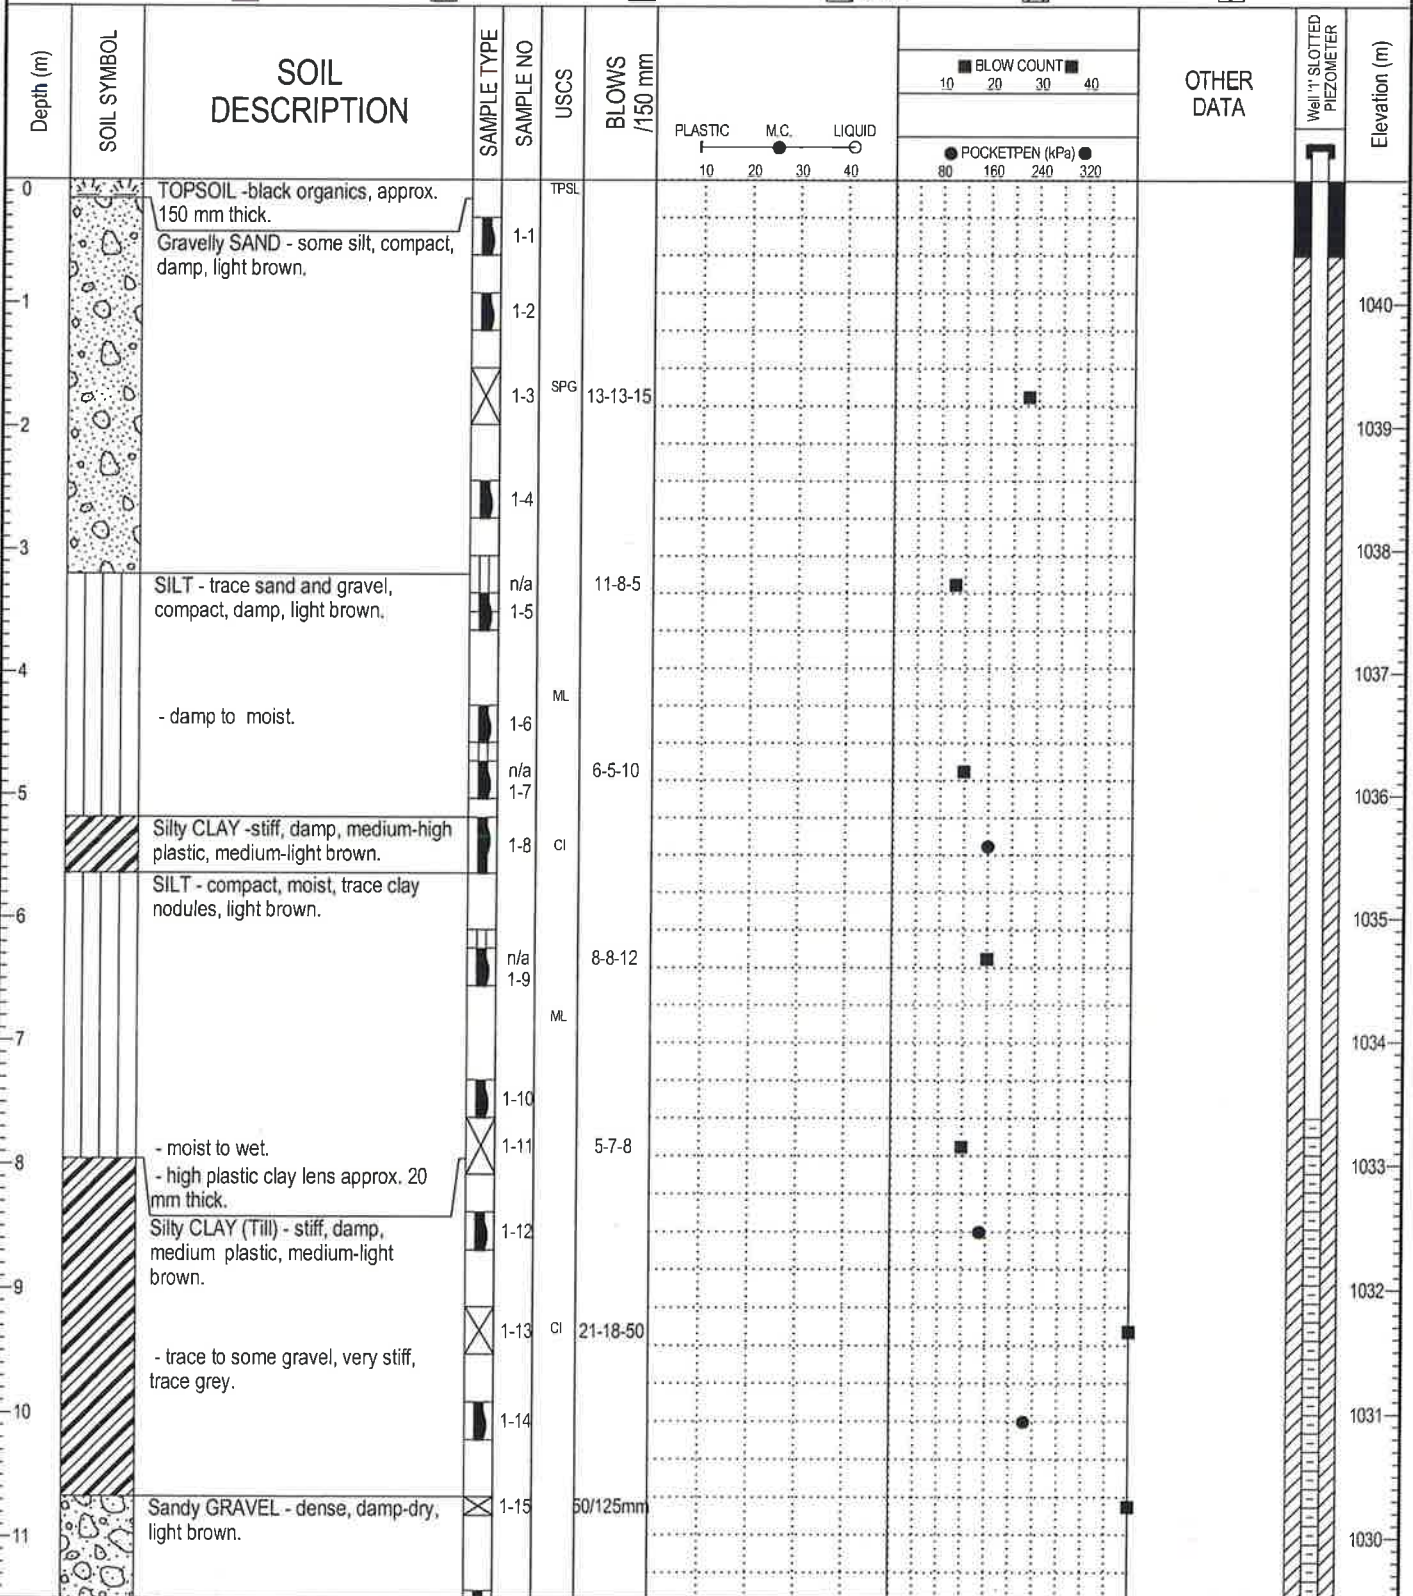 Depth (m)
SOIL SYMBOL
SOIL
DESCRIPTION
SAMPLE TYPE
SAMPLE NO
USCS
BLOWS
/150 mm
PLASTIC M.C. LIQUID
10 20 30 40
■ BLOW COUNT ■
10 20 30 40
● POCKETPEN (kPa) ●
80 160 240 320
OTHER
DATA
Well '1' SLOTTED
PIEZOMETER
Elevation (m)
0
TOPSOIL -black organics, approx.
150 mm thick.
TPSL
Gravelly SAND - some silt, compact,
damp, light brown.
1-1
1
1-2
1040
1-3
SPG
13-13-15
2
1039
1-4
3
1038
SILT - trace sand and gravel,
compact, damp, light brown.
n/a
11-8-5
1-5
4
1037
ML
- damp to moist.
1-6
n/a
6-5-10
1-7
5
1036
Silty CLAY -stiff, damp, medium-high
plastic, medium-light brown.
1-8
CI
SILT - compact, moist, trace clay
nodules, light brown.
6
1035
n/a
8-8-12
1-9
ML
7
1034
1-10
- moist to wet.
1-11
5-7-8
8
1033
- high plastic clay lens approx. 20
mm thick.
Silty CLAY (Till) - stiff, damp,
medium plastic, medium-light
brown.
1-12
9
1032
1-13
CI
21-18-50
- trace to some gravel, very stiff,
trace grey.
10
1-14
1031
Sandy GRAVEL - dense, damp-dry,
light brown.
1-15
50/125mm
11
1030